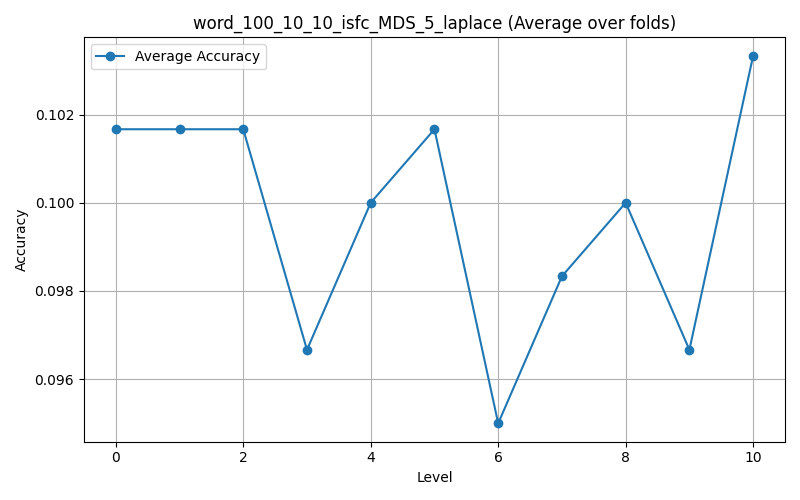 word_100_10_10_isfc_MDS_5_laplace (Average over folds)
Average Accuracy
Accuracy
0.102
0.100
0.098
0.096
0 2 4 6 8 10
Level